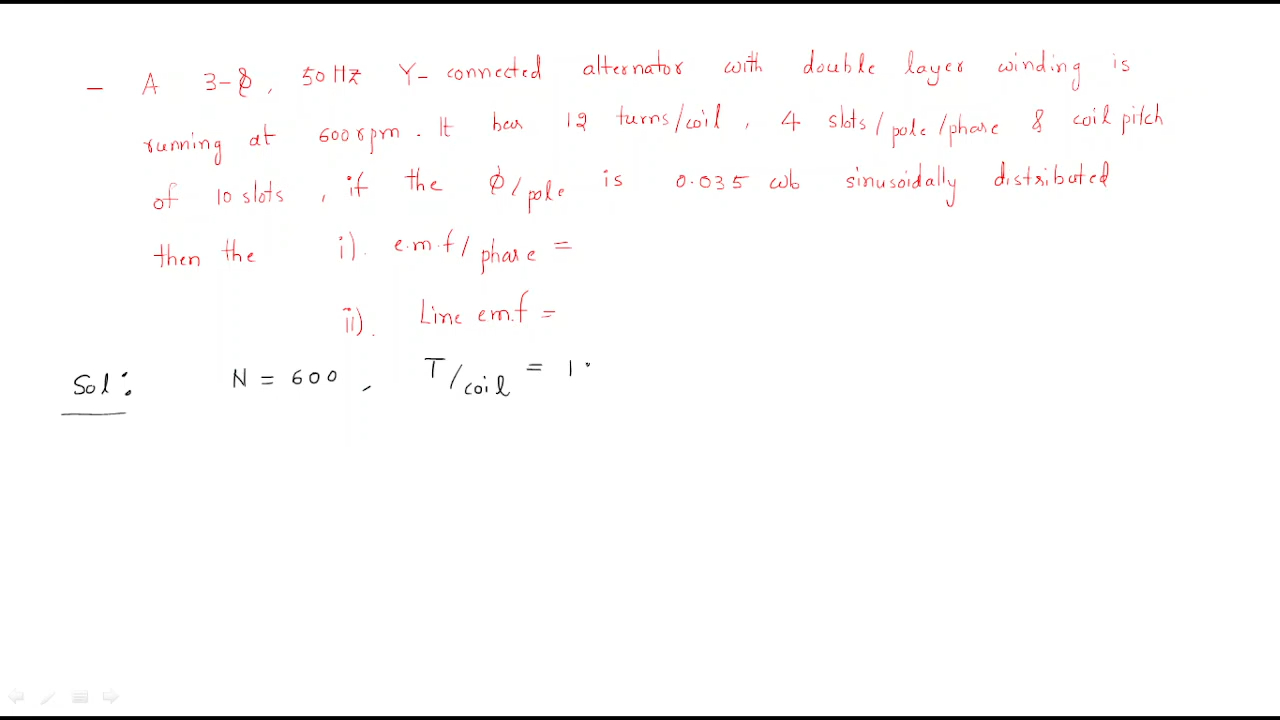 – A 3-φ, 50 Hz Y- connected alternator with double layer winding is
running at 600 rpm. It has 12 turns/coil, 4 slots/pole/phase & coil pitch
of 10 slots, if the φ/pole is 0.035 wb sinusoidally distributed
then the i). e.m.f/phase =
ii). Line em.f =
Sol: N = 600, T/coil = 1